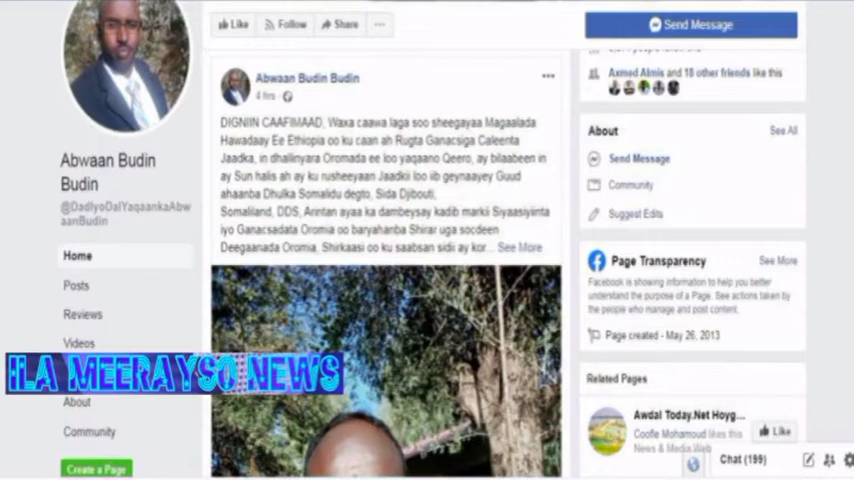 Like
Follow
Share
Send Message
Abwaan Budin Budin
4 hrs
DIGNIIN CAAFIMAAD, Waxa caawa laga soo sheegayaa Magaalada
Hawadaay Ee Ethiopia oo ku caan ah Rugta Ganacsiga Caleenta
Jaadka, in dhalinyara Oromada ee loo yaqaano Qeero, ay bilaabeen in
ay Sun halis ah ay ku rusheeyaan Jaadkii loo iib geynaayey Guud
ahaanba Dhulka Somalidu degto, Sida Djibouti,
Somaliland, DDS, Arintan ayaa ka dambeysay kadib markii Siyaasiyiinta
iyo Ganacsadata Oromia oo baryahanba Shirar uga socdeen
Deegaanada Oromia, Shirkaasi oo ku saabsan sidii ay kor... See More
Abwaan Budin
Budin
@DadIyoDalYaqaankaAbw
aanBudin
Home
Posts
Reviews
Videos
ILA MEERAYSO NEWS
About
Community
Create a Page
Axmed Almis and 18 other friends like this
About
See All
Send Message
Community
Suggest Edits
Page Transparency
See More
Facebook is showing information to help you better
understand the purpose of a Page. See actions taken by
the people who manage and post content.
Page created - May 26, 2013
Related Pages
Awdal Today.Net Hoyg...
Coofle Mohamoud likes this
News & Media Web
Like
Chat (199)